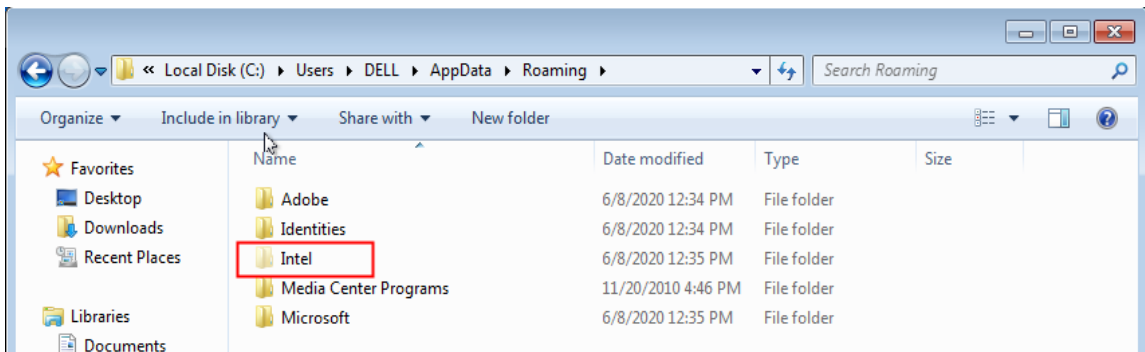 « Local Disk (C:) ▸ Users ▸ DELL ▸ AppData ▸ Roaming ▸ Search Roaming
Organize Include in library Share with New folder
Favorites
Desktop
Downloads
Recent Places
Libraries
Documents
Name Date modified Type Size
Adobe 6/8/2020 12:34 PM File folder
Identities 6/8/2020 12:34 PM File folder
Intel 6/8/2020 12:35 PM File folder
Media Center Programs 11/20/2010 4:46 PM File folder
Microsoft 6/8/2020 12:35 PM File folder